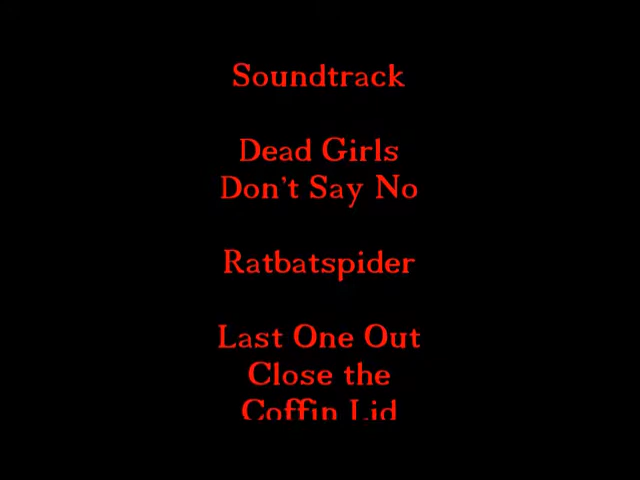 Soundtrack
Dead Girls
Don't Say No
Ratbatspider
Last One Out
Close the
Coffin Lid